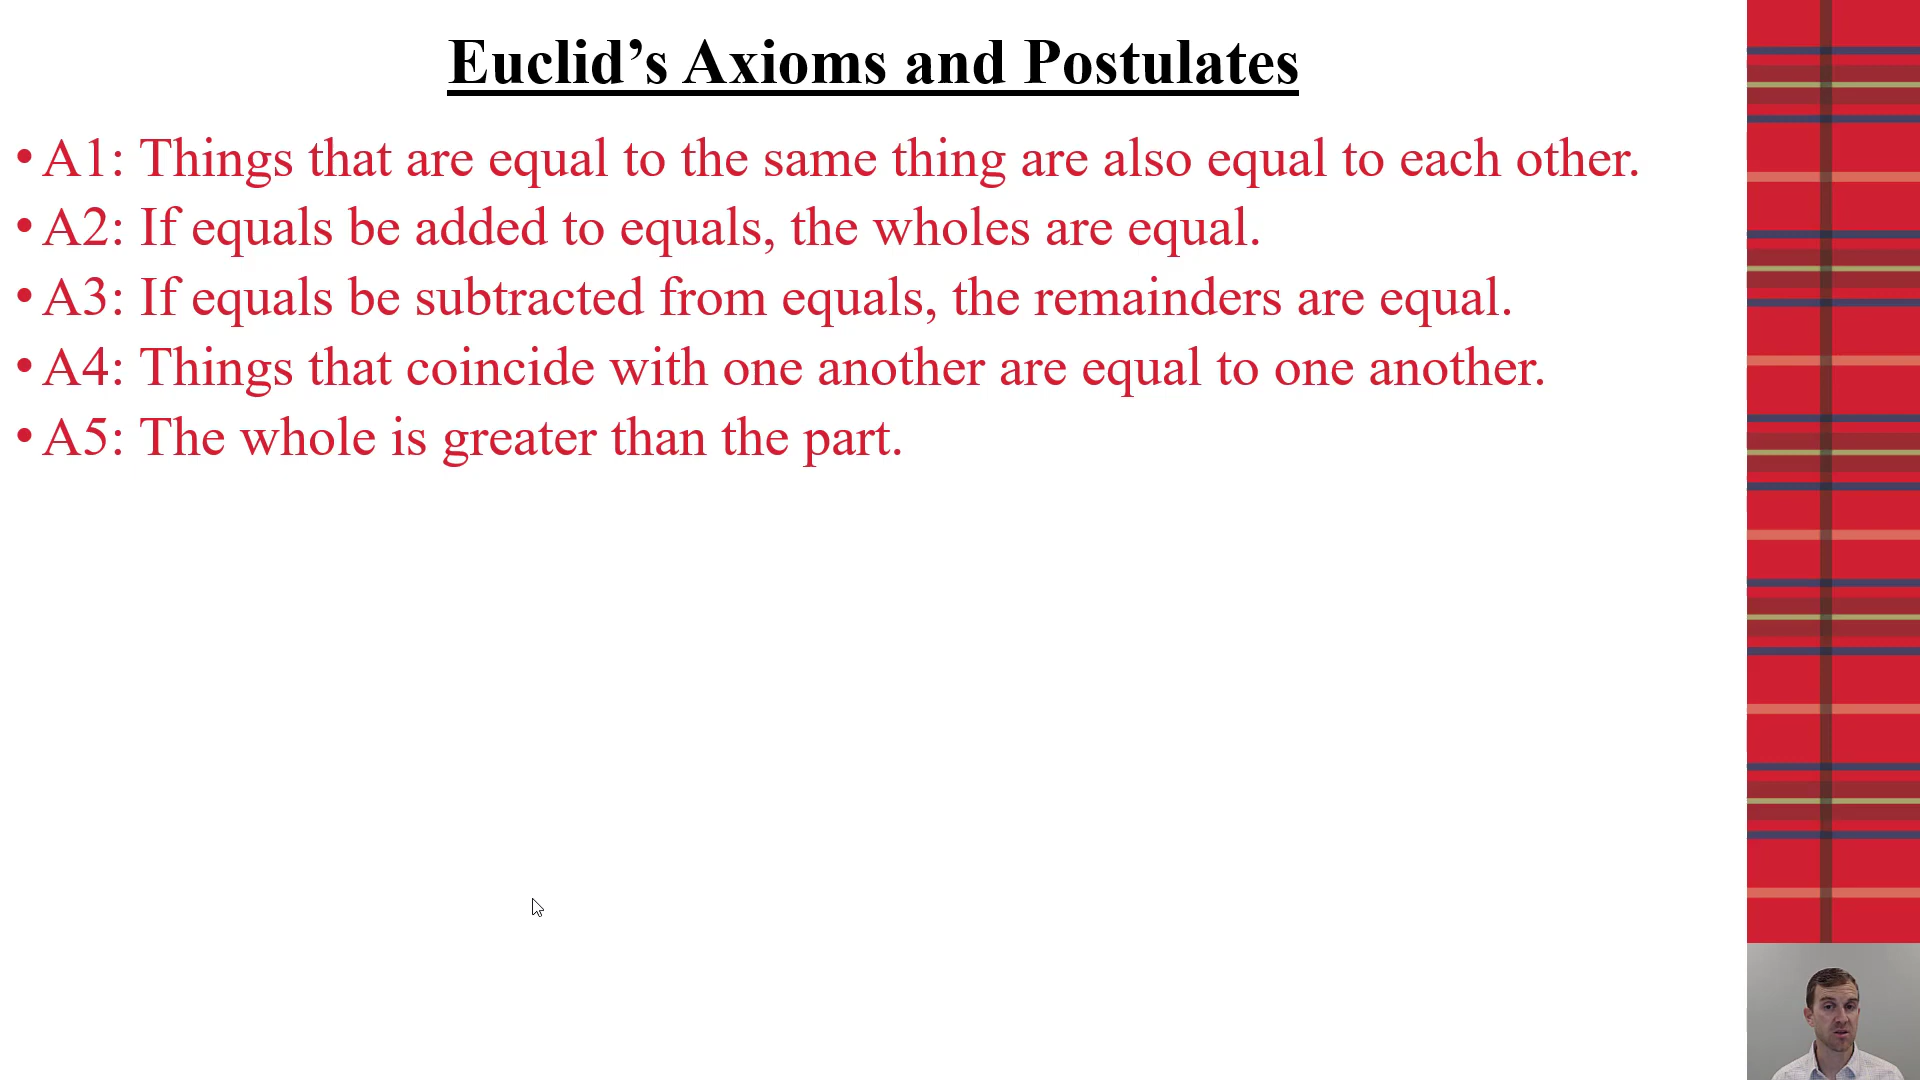 Euclid’s Axioms and Postulates
• A1: Things that are equal to the same thing are also equal to each other.
• A2: If equals be added to equals, the wholes are equal.
• A3: If equals be subtracted from equals, the remainders are equal.
• A4: Things that coincide with one another are equal to one another.
• A5: The whole is greater than the part.